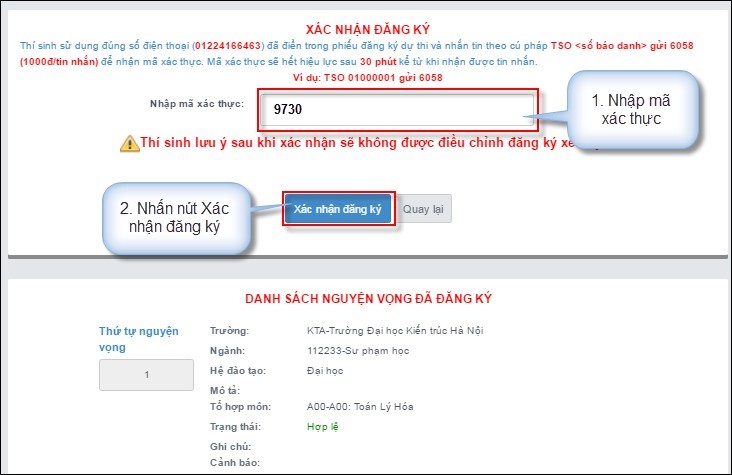 XÁC NHẬN ĐĂNG KÝ
Thí sinh sử dụng đúng số điện thoại (01224166463) đã điền trong phiếu đăng ký dự thi và nhắn tin theo cú pháp TSO <số báo danh> gửi 6058
(1000đ/tin nhắn) để nhận mã xác thực. Mã xác thực sẽ hết hiệu lực sau 30 phút kể từ khi nhận được tin nhắn.
Ví dụ: TSO 01000001 gửi 6058
Nhập mã xác thực:
9730
1. Nhập mã
xác thực
Thí sinh lưu ý sau khi xác nhận sẽ không được điều chỉnh đăng ký
2. Nhấn nút Xác
nhận đăng ký
Xác nhận đăng ký
Quay lại
DANH SÁCH NGUYỆN VỌNG ĐÃ ĐĂNG KÝ
Thứ tự nguyện
vọng
1
Trường: KTA-Trường Đại học Kiến trúc Hà Nội
Ngành: 112233-Sư phạm học
Hệ đào tạo: Đại học
Mô tả:
Tổ hợp môn: A00-A00: Toán Lý Hóa
Trạng thái: Hợp lệ
Ghi chú:
Cảnh báo: